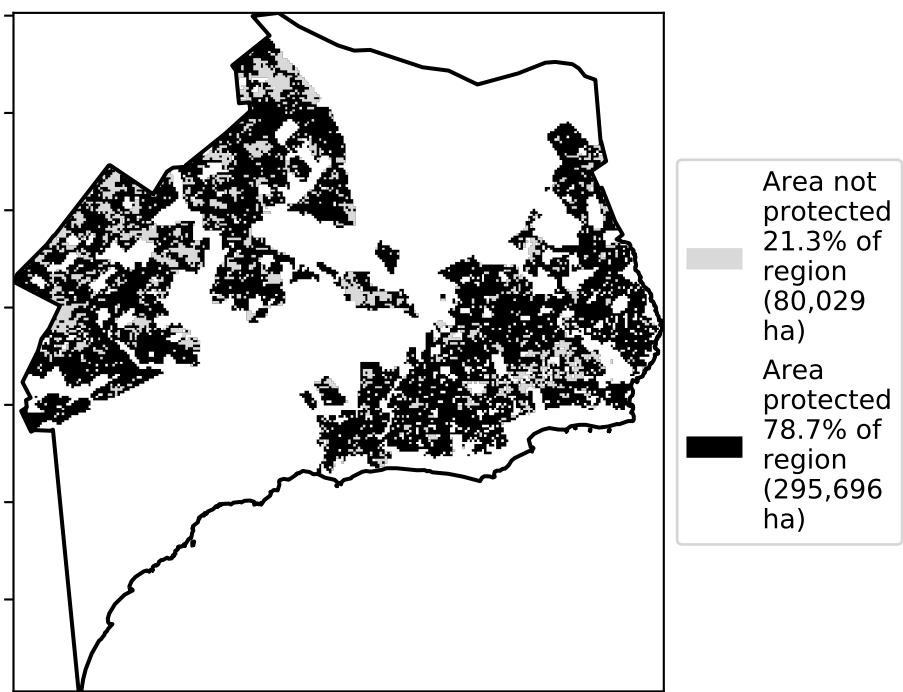 Area not
protected
21.3% of
region
(80,029
ha)
Area
protected
78.7% of
region
(295,696
ha)